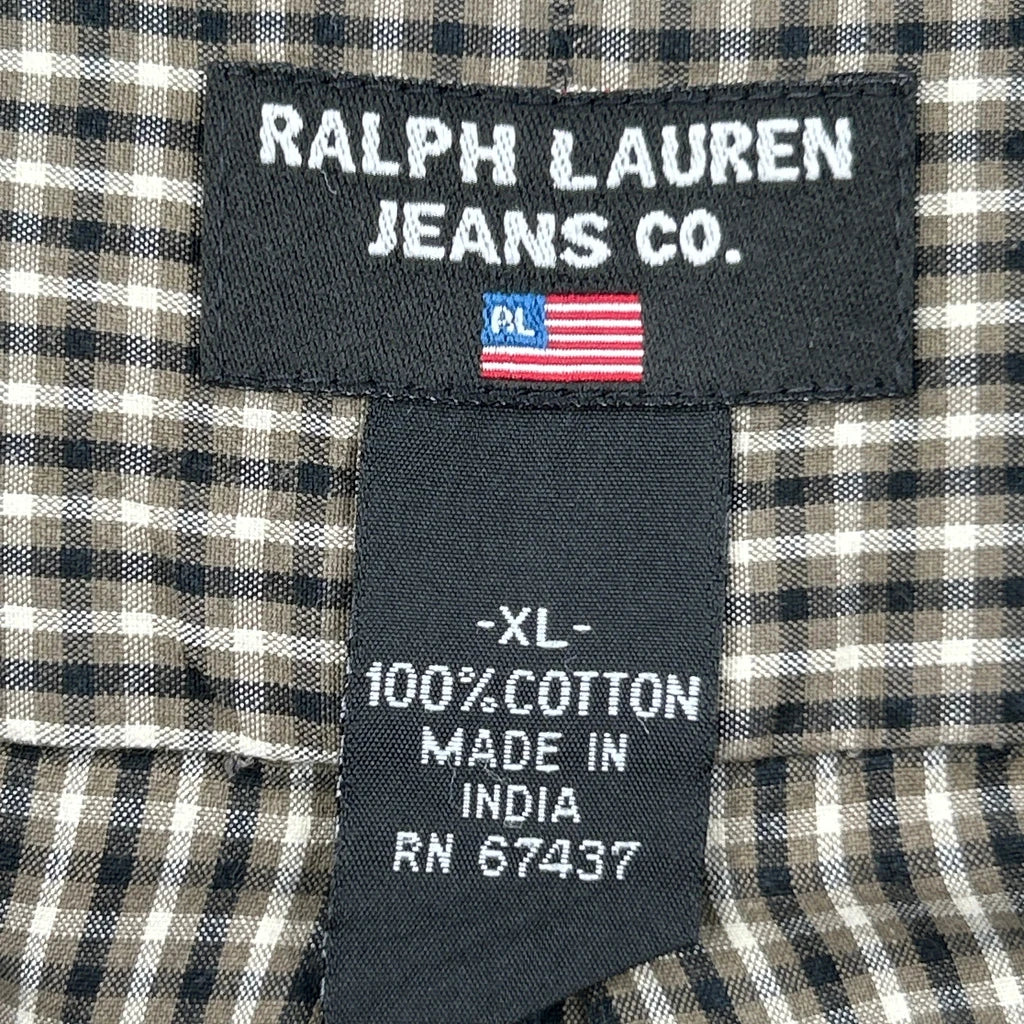 RALPH LAUREN
JEANS CO.
RL
-XL-
100% COTTON
MADE IN
INDIA
RN 67437